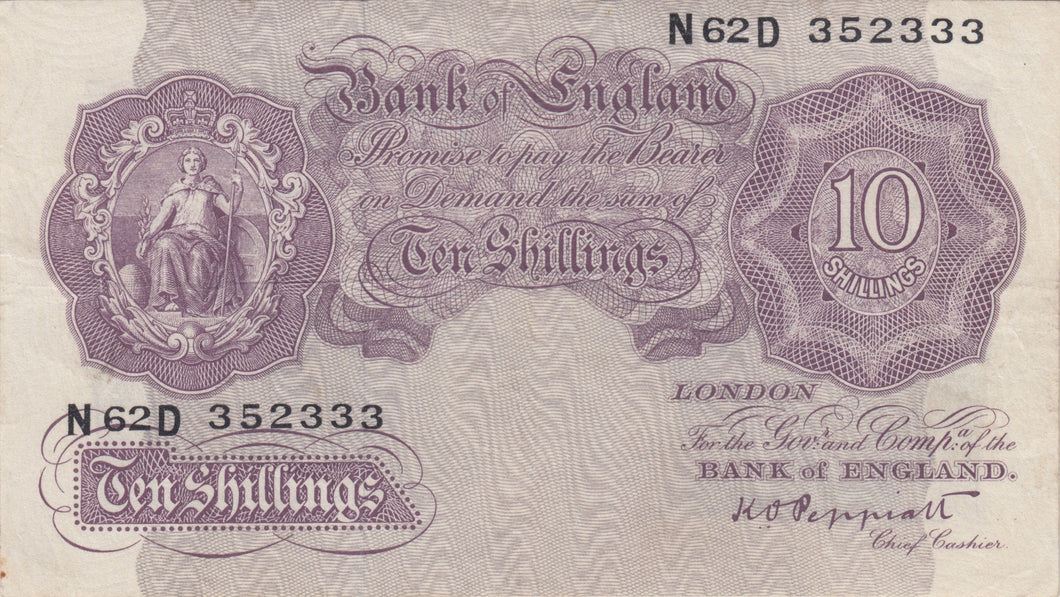 N62D 352333
Bank of England
Promise to pay the Bearer
on Demand the sum of
Ten Shillings
10
SHILLINGS
N62D 352333
Ten Shillings
LONDON
For the Govr. and Compa. of the
BANK of ENGLAND.
K O Peppiatt
Chief Cashier.